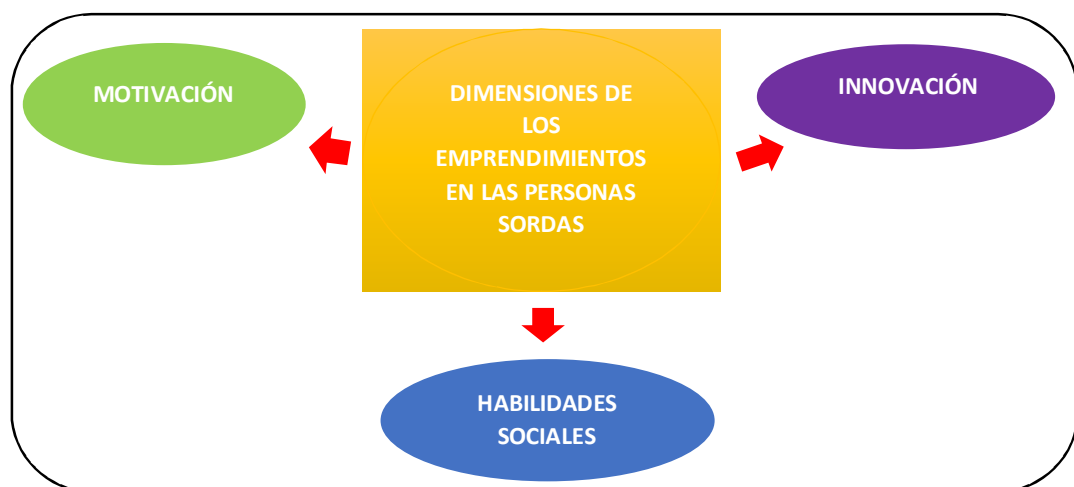 MOTIVACIÓN
DIMENSIONES DE
LOS
EMPRENDIMIENTOS
EN LAS PERSONAS
SORDAS
INNOVACIÓN
HABILIDADES
SOCIALES